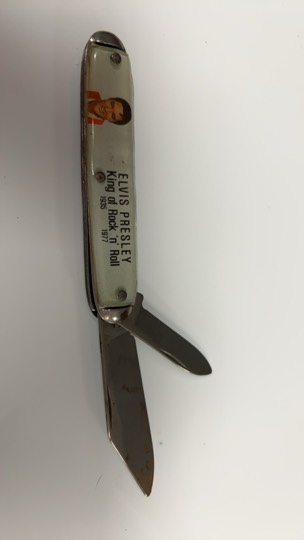 ELVIS PRESLEY
King of Rock 'n' Roll
1935 1977